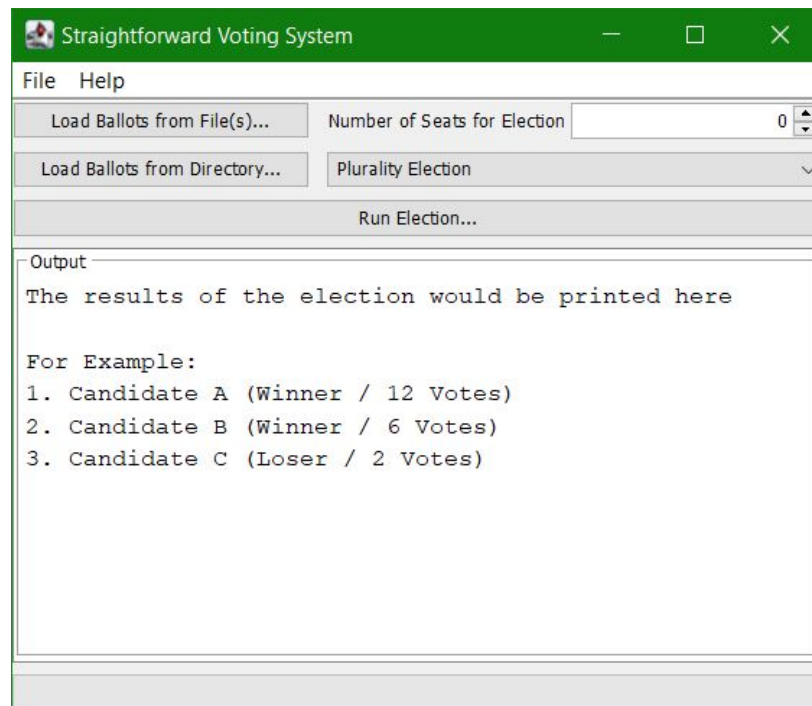 Straightforward Voting System
File Help
Load Ballots from File(s)... Number of Seats for Election 0
Load Ballots from Directory... Plurality Election
Run Election...
Output
The results of the election would be printed here
For Example:
1. Candidate A (Winner / 12 Votes)
2. Candidate B (Winner / 6 Votes)
3. Candidate C (Loser / 2 Votes)